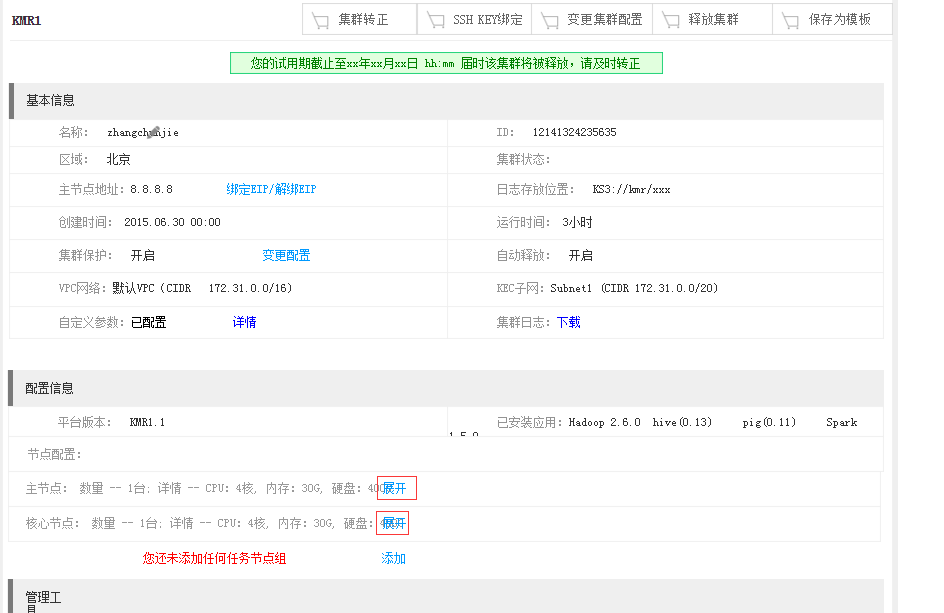 KMR1 集群转正 SSH KEY绑定 变更集群配置 释放集群 保存为模板
您的试用期截止至xx年xx月xx日 hh:mm 届时该集群将被释放，请及时转正
基本信息
名称： ID： 12141324235635
区域： 北京 集群状态：
主节点地址：8.8.8.8 绑定EIP/解绑EIP 日志存放位置： KS3://kmr/xxx
创建时间： 2015.06.30 00:00 运行时间： 3小时
集群保护： 开启 变更配置 自动释放： 开启
VPC网络：默认VPC（CIDR 172.31.0.0/16） KEC子网：Subnet1 (CIDR 172.31.0.0/20)
自定义参数：已配置 详情 集群日志：下载
配置信息
平台版本： KMR1.1 已安装应用：Hadoop 2.6.0 hive(0.13) pig(0.11) Spark
1.5.0
节点配置：
主节点： 数量 -- 1台; 详情 -- CPU：4核, 内存：30G, 硬盘： 展开
核心节点： 数量 -- 1台; 详情 -- CPU：4核, 内存：30G, 硬盘： 展开
您还未添加任何任务节点组 添加
管理工
具